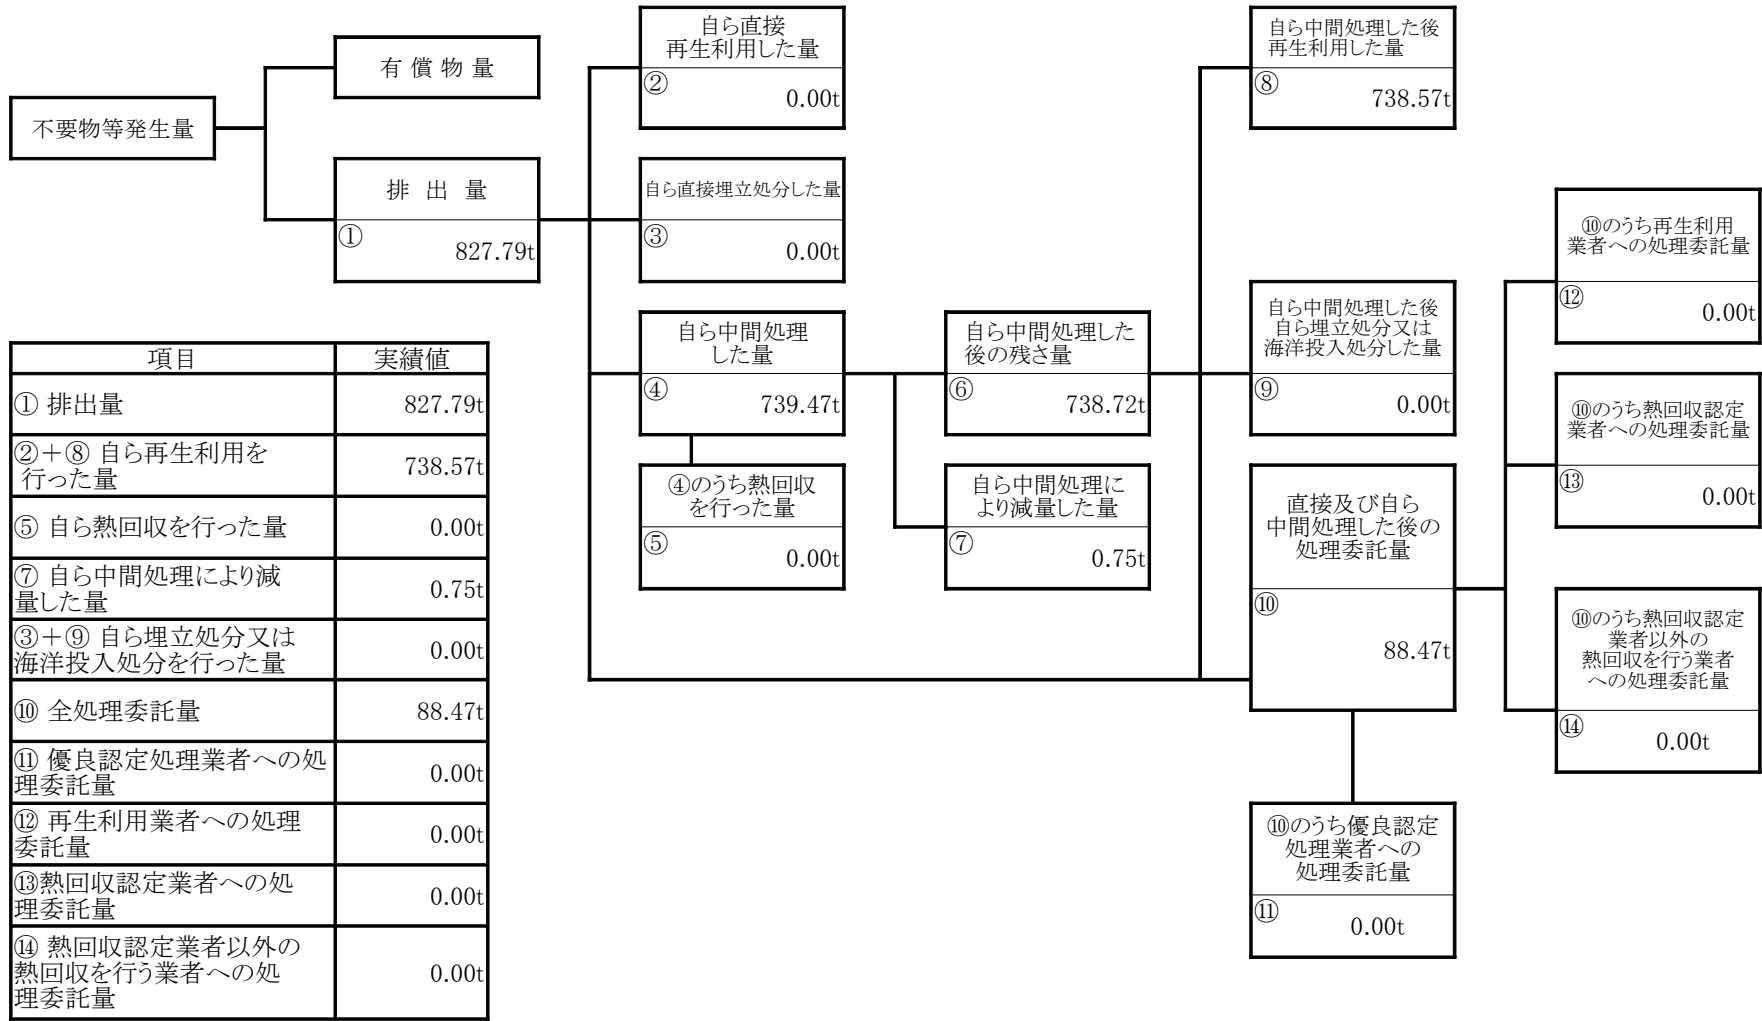 不要物等発生量
有 償 物 量
排 出 量
①
827.79t
自ら直接
再生利用した量
②
0.00t
自ら直接埋立処分した量
③
0.00t
自ら中間処理
した量
④
739.47t
④のうち熱回収
を行った量
⑤
0.00t
自ら中間処理した
後の残さ量
⑥
738.72t
自ら中間処理に
より減量した量
⑦
0.75t
自ら中間処理した後
再生利用した量
⑧
738.57t
自ら中間処理した後
自ら埋立処分又は
海洋投入処分した量
⑨
0.00t
直接及び自ら
中間処理した後の
処理委託量
⑩
88.47t
⑩のうち優良認定
処理業者への
処理委託量
⑪
0.00t
⑩のうち再生利用
業者への処理委託量
⑫
0.00t
⑩のうち熱回収認定
業者への処理委託量
⑬
0.00t
⑩のうち熱回収認定
業者以外の
熱回収を行う業者
への処理委託量
⑭
0.00t
項目 実績値
① 排出量 827.79t
②＋⑧ 自ら再生利用を
行った量
738.57t
⑤ 自ら熱回収を行った量 0.00t
⑦ 自ら中間処理により減
量した量
0.75t
③＋⑨ 自ら埋立処分又は
海洋投入処分を行った量
0.00t
⑩ 全処理委託量 88.47t
⑪ 優良認定処理業者への処
理委託量
0.00t
⑫ 再生利用業者への処理
委託量
0.00t
⑬熱回収認定業者への処
理委託量
0.00t
⑭ 熱回収認定業者以外の
熱回収を行う業者への処
理委託量
0.00t